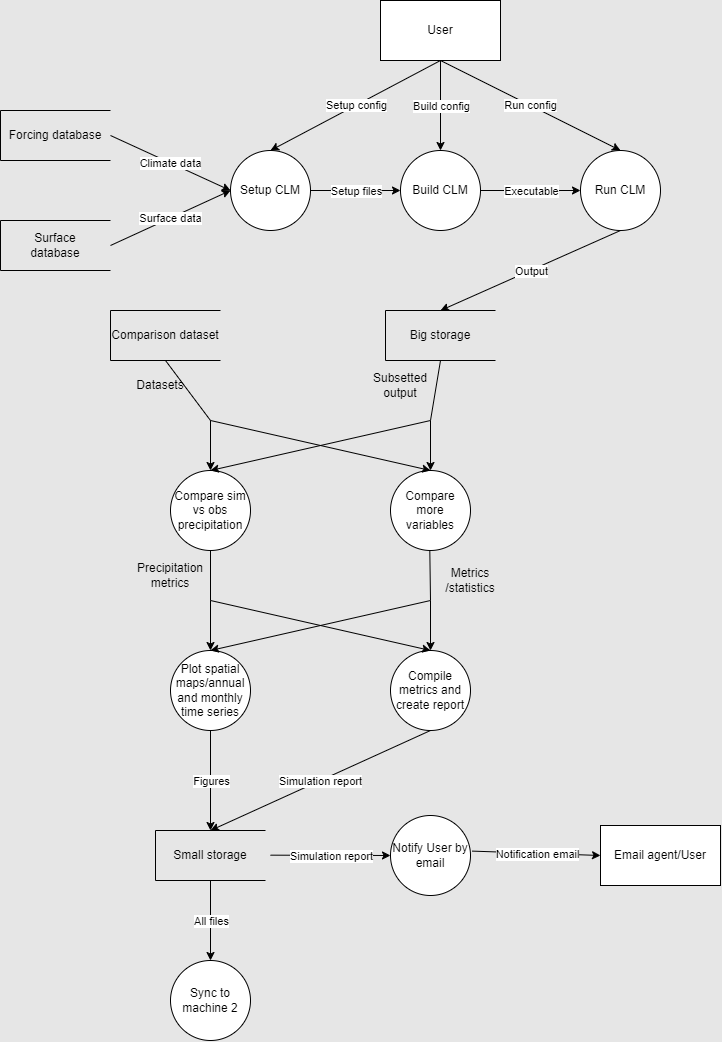 User
Setup config
Build config
Run config
Forcing database
Climate data
Setup CLM
Setup files
Build CLM
Executable
Run CLM
Surface data
Surface
database
Output
Comparison dataset
Big storage
Datasets
Subsetted
output
Compare sim
vs obs
precipitation
Compare
more
variables
Precipitation
metrics
Metrics
/statistics
Plot spatial
maps/annual
and monthly
time series
Compile
metrics and
create report
Figures
Simulation report
Small storage
Simulation report
Notify User by
email
Notification email
Email agent/User
All files
Sync to
machine 2